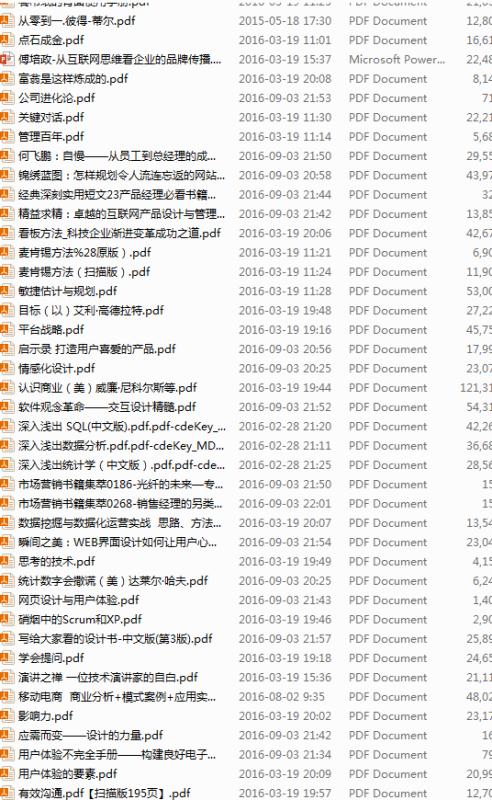 从零到一.彼得-蒂尔.pdf 2015-05-18 17:30 PDF Document 12,80
点石成金.pdf 2016-03-19 11:01 PDF Document 16,61
傅培政-从互联网思维看企业的品牌传播.... 2016-03-19 15:37 Microsoft Power... 22,48
富翁是这样炼成的.pdf 2016-03-19 20:08 PDF Document 8,14
公司进化论.pdf 2016-09-03 21:53 PDF Document 71
关键对话.pdf 2016-03-19 11:30 PDF Document 22,21
管理百年.pdf 2016-03-19 11:14 PDF Document 5,68
何飞鹏：自慢——从员工到总经理的成... 2016-09-03 21:50 PDF Document 29,55
锦绣蓝图：怎样规划令人流连忘返的网站... 2016-09-03 20:58 PDF Document 43,97
经典深刻实用短文23产品经理必看书籍... 2016-09-03 21:44 PDF Document 32
精益求精：卓越的互联网产品设计与管理... 2016-09-03 21:42 PDF Document 13,85
看板方法_科技企业渐进变革成功之道.pdf 2016-03-19 20:06 PDF Document 42,67
麦肯锡方法%28原版）.pdf 2016-03-19 11:21 PDF Document 6,90
麦肯锡方法（扫描版）.pdf 2016-03-19 11:24 PDF Document 11,90
敏捷估计与规划.pdf 2016-03-19 11:28 PDF Document 53,00
目标（以）艾利·高德拉特.pdf 2016-03-19 19:48 PDF Document 27,22
平台战略.pdf 2016-03-19 19:16 PDF Document 45,75
启示录 打造用户喜爱的产品.pdf 2016-09-03 20:56 PDF Document 17,99
情感化设计.pdf 2016-09-03 20:25 PDF Document 23,07
认识商业（美）威廉·尼科尔斯等.pdf 2016-03-19 19:44 PDF Document 121,31
软件观念革命——交互设计精髓.pdf 2016-09-03 21:52 PDF Document 54,31
深入浅出 SQL(中文版).pdf.pdf-cdeKey_... 2016-02-28 21:20 PDF Document 42,26
深入浅出数据分析.pdf.pdf-cdeKey_MD... 2016-02-28 21:11 PDF Document 36,68
深入浅出统计学（中文版）.pdf.pdf-cde... 2016-02-28 21:25 PDF Document 28,56
市场营销书籍集萃0186-光纤的未来—专... 2016-09-03 21:50 PDF Document 15
市场营销书籍集萃0268-销售经理的另类... 2016-09-03 22:01 PDF Document 15
数据挖掘与数据化运营实战 思路、方法... 2016-03-19 20:07 PDF Document 13,54
瞬间之美：WEB界面设计如何让用户心... 2016-09-03 21:54 PDF Document 23,04
思考的技术.pdf 2016-03-19 19:49 PDF Document 4,15
统计数字会撒谎（美）达莱尔·哈夫.pdf 2016-09-03 20:25 PDF Document 6,24
网页设计与用户体验.pdf 2016-09-03 21:43 PDF Document 1,40
硝烟中的Scrum和XP.pdf 2016-03-19 19:46 PDF Document 2,90
写给大家看的设计书-中文版(第3版).pdf 2016-09-03 21:57 PDF Document 25,89
学会提问.pdf 2016-03-19 19:18 PDF Document 24,65
演讲之禅 一位技术演讲家的自白.pdf 2016-03-19 15:36 PDF Document 21,11
移动电商 商业分析+模式案例+应用实... 2016-08-02 9:35 PDF Document 48,02
影响力.pdf 2016-03-19 20:02 PDF Document 23,17
应需而变——设计的力量.pdf 2016-09-03 21:42 PDF Document 16
用户体验不完全手册——构建良好电子... 2016-09-03 21:34 PDF Document 79
用户体验的要素.pdf 2016-03-19 20:09 PDF Document 20,99
有效沟通.pdf【扫描版195页】.pdf 2016-03-19 19:57 PDF Document 12,70